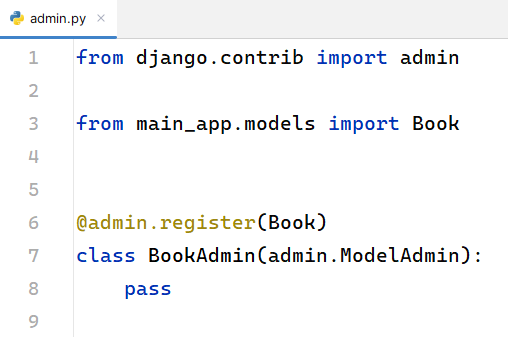 admin.py
1 from django.contrib import admin
2
3 from main_app.models import Book
4
5
6 @admin.register(Book)
7 class BookAdmin(admin.ModelAdmin):
8     pass
9